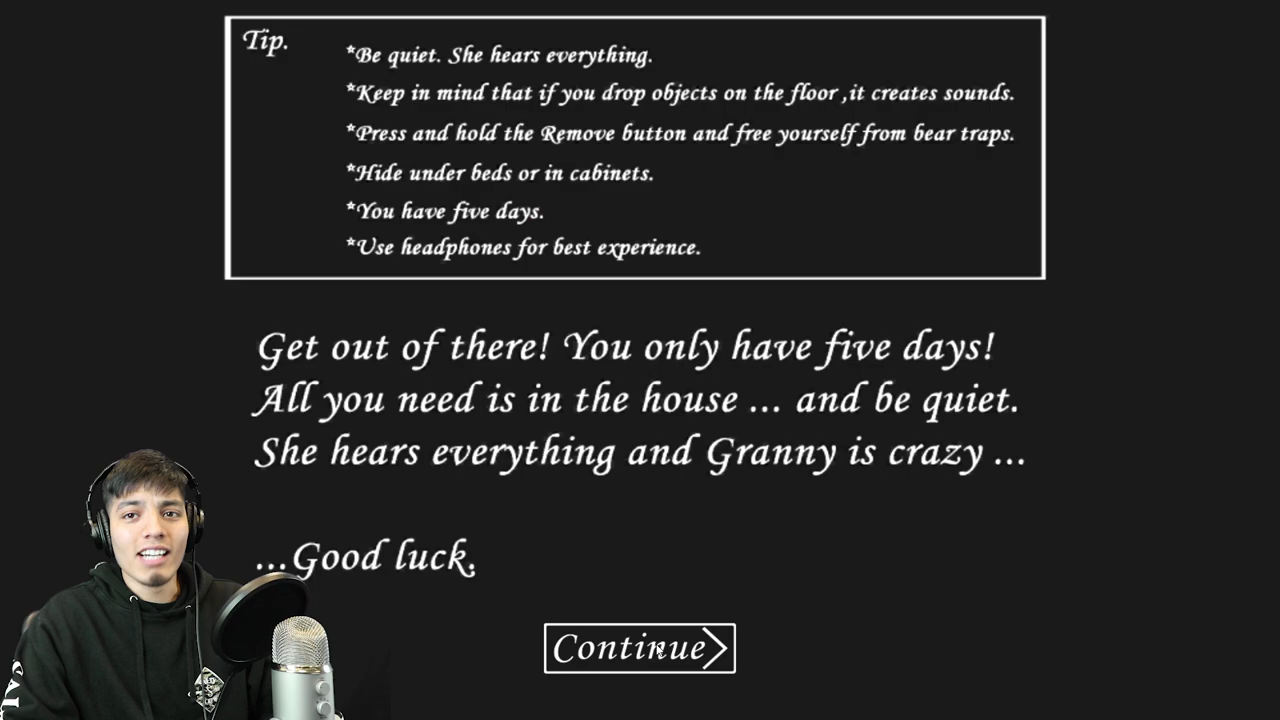 Tip.
*Be quiet. She hears everything.
*Keep in mind that if you drop objects on the floor ,it creates sounds.
*Press and hold the Remove button and free yourself from bear traps.
*Hide under beds or in cabinets.
*You have five days.
*Use headphones for best experience.
Get out of there! You only have five days!
All you need is in the house ... and be quiet.
She hears everything and Granny is crazy ...
...Good luck.
Continue